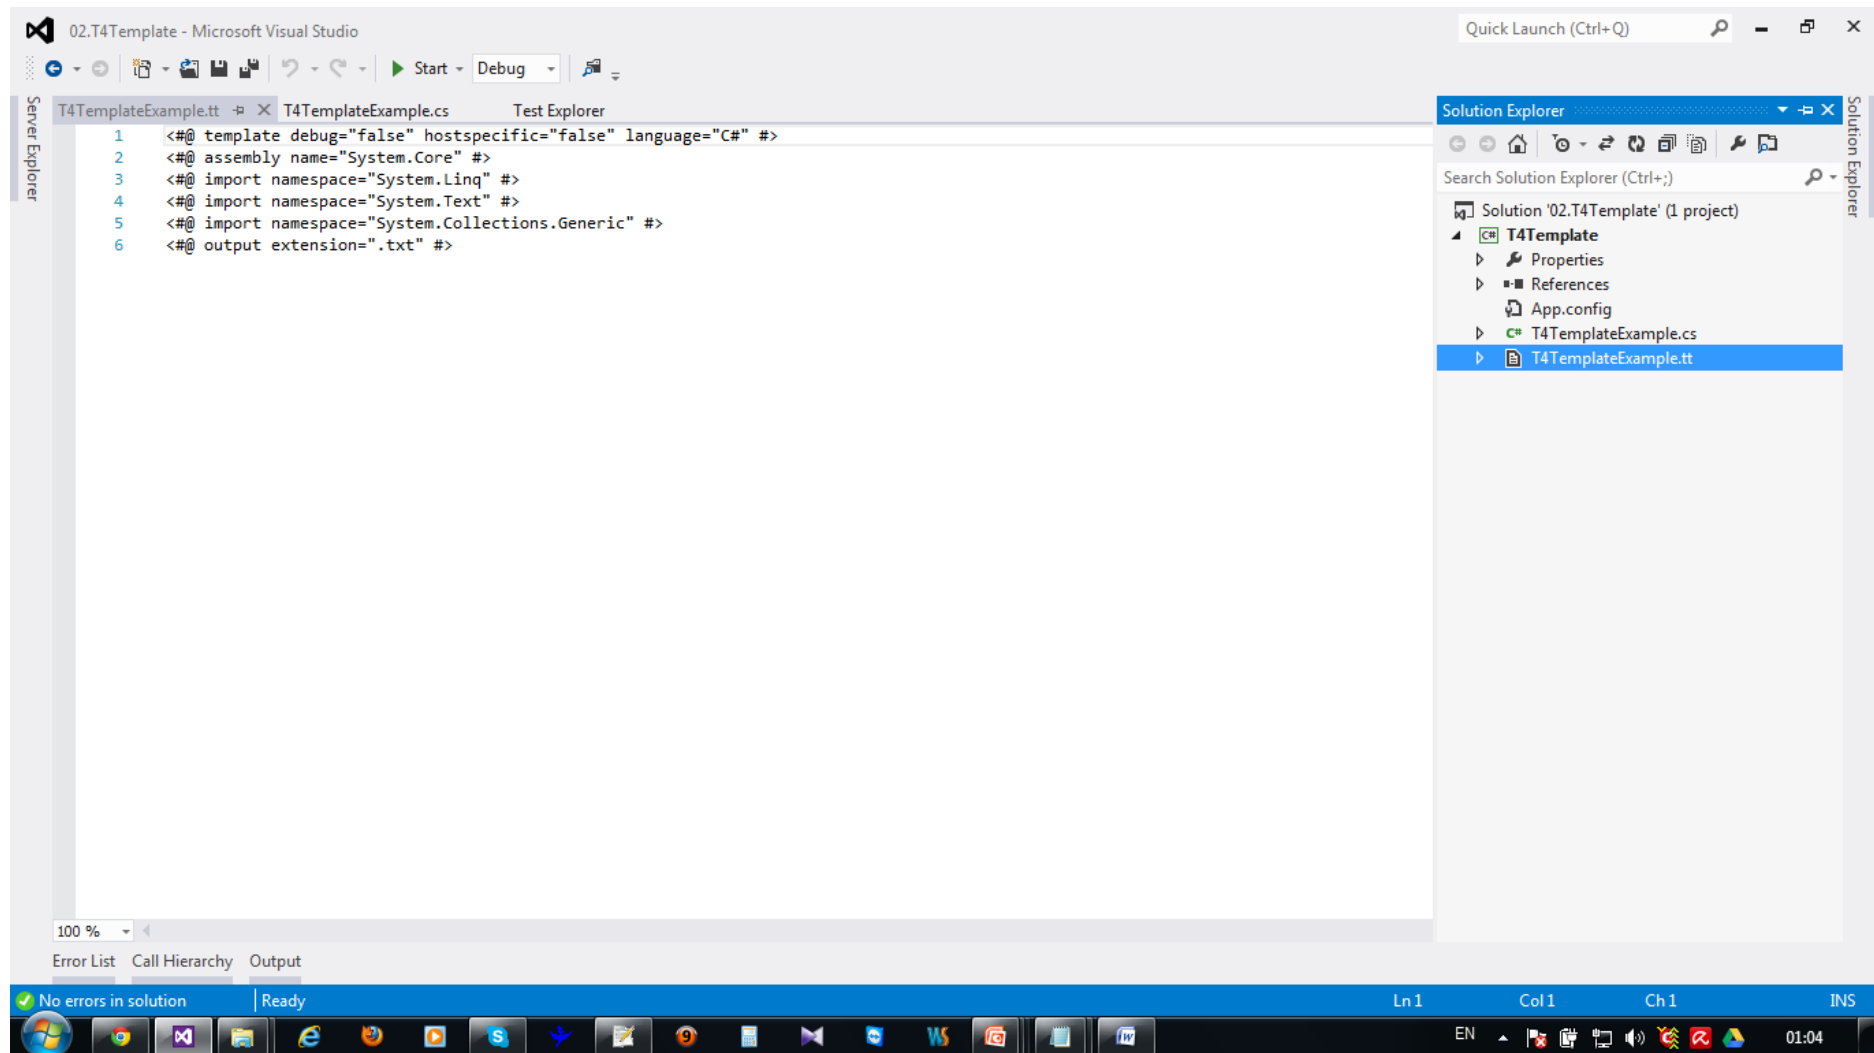 02.T4Template - Microsoft Visual Studio
Quick Launch (Ctrl+Q)
Start
Debug
Server Explorer
T4TemplateExample.tt
T4TemplateExample.cs
Test Explorer
1 <#@ template debug="false" hostspecific="false" language="C#" #>
2 <#@ assembly name="System.Core" #>
3 <#@ import namespace="System.Linq" #>
4 <#@ import namespace="System.Text" #>
5 <#@ import namespace="System.Collections.Generic" #>
6 <#@ output extension=".txt" #>
Solution Explorer
Search Solution Explorer (Ctrl+;)
Solution '02.T4Template' (1 project)
C# T4Template
Properties
References
App.config
C# T4TemplateExample.cs
T4TemplateExample.tt
Solution Explorer
100 %
Error List Call Hierarchy Output
No errors in solution
Ready
Ln 1 Col 1 Ch 1 INS
EN
01:04